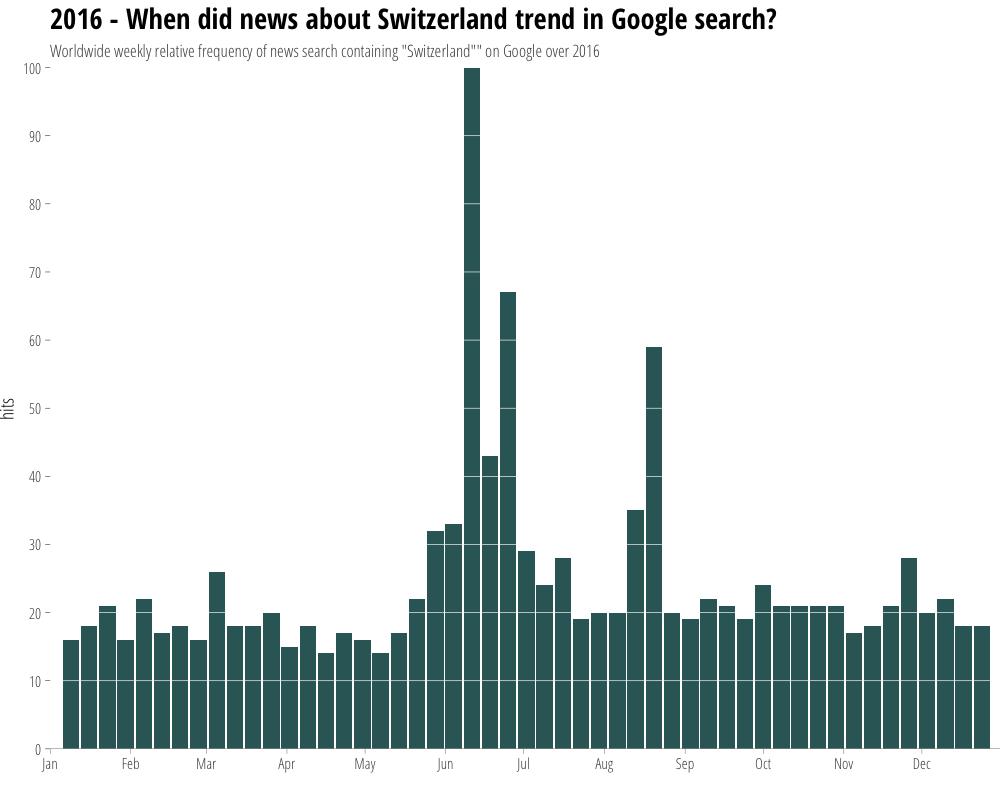 2016 - When did news about Switzerland trend in Google search?
Worldwide weekly relative frequency of news search containing "Switzerland"" on Google over 2016
100
90
80
70
60
50
40
30
20
10
0
hits
Jan Feb Mar Apr May Jun Jul Aug Sep Oct Nov Dec